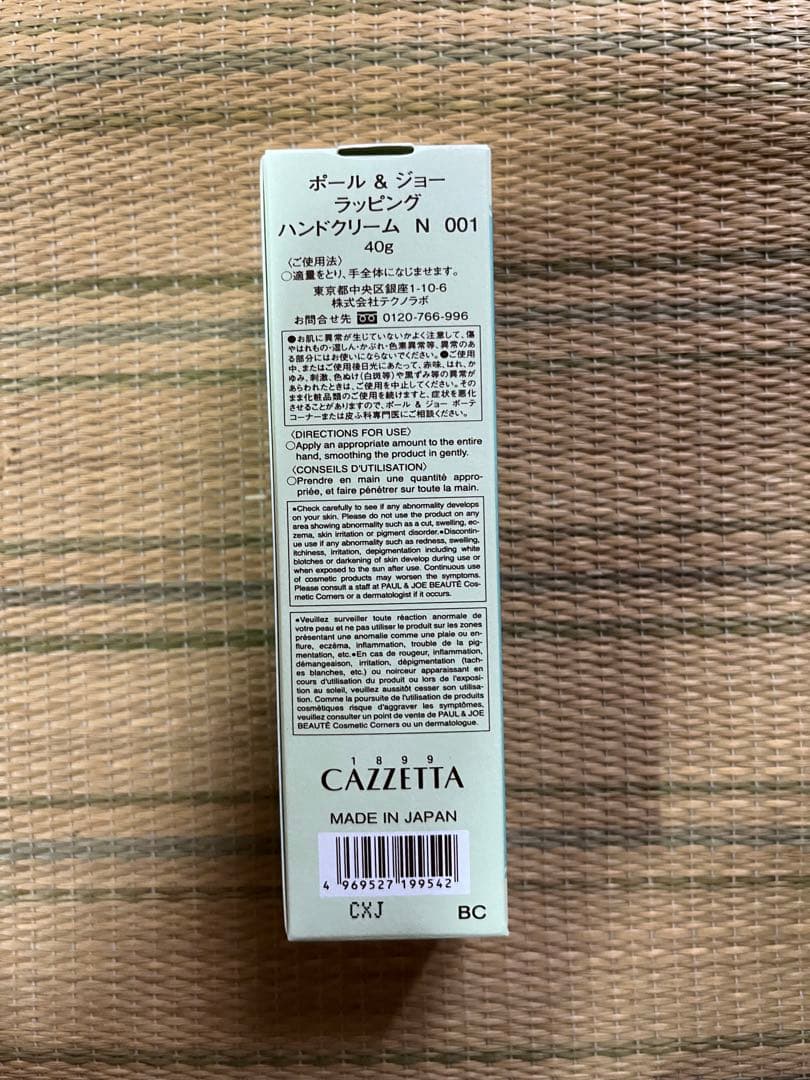 ポール & ジョー
ラッピング
ハンドクリーム N 001
40g
〈ご使用法〉
○適量をとり、手全体になじませます。
東京都中央区銀座1-10-6
株式会社テクノラボ
お問合せ先 0120-766-996
●お肌に異常が生じていないかよく注意して、傷
やはれもの・湿しん・かぶれ・色素異常等、異常のあ
る部分にはお使いにならないでください。●ご使用
中、またはご使用後日光にあたって、赤味、はれ、か
ゆみ、刺激、色ぬけ(白斑等)や黒ずみ等の異常が
あらわれたときは、ご使用を中止してください。その
まま化粧品類のご使用を続けますと、症状を悪化
させることがありますので、ポール & ジョー ボーテ
コーナーまたは皮ふ科専門医にご相談ください。
〈DIRECTIONS FOR USE〉
○Apply an appropriate amount to the entire
hand, smoothing the product in gently.
〈CONSEILS D'UTILISATION〉
○Prendre en main une quantité appro-
priée, et faire pénétrer sur toute la main.
●Check carefully to see if any abnormality develops
on your skin. Please do not use the product on any
area showing abnormality such as a cut, swelling, ec-
zema, skin irritation or pigment disorder.●Discontin-
ue use if any abnormality such as redness, swelling,
itchiness, irritation, depigmentation including white
blotches or darkening of skin develop during use or
when exposed to the sun after use. Continuous use
of cosmetic products may worsen the symptoms.
Please consult a staff at PAUL & JOE BEAUTÉ Cos-
metic Corners or a dermatologist if it occurs.
●Veuillez surveiller toute réaction anormale de
votre peau et ne pas utiliser le produit sur les zones
présentant une anomalie comme une plaie ou en-
flure, eczéma, inflammation, trouble de la pig-
mentation, etc.●En cas de rougeur, inflammation,
démangeaison, irritation, dépigmentation (tach-
es blanches, etc.) ou noirceur apparaissant en
cours d'utilisation du produit ou lors de l'exposi-
tion au soleil, veuillez aussitôt cesser son utilisa-
tion. Comme la poursuite de l'utilisation de produits
cosmétiques risque d'aggraver les symptômes,
veuillez consulter un point de vente de PAUL & JOE
BEAUTÉ Cosmetic Corners ou un dermatologue.
1899
CAZZETTA
MADE IN JAPAN
4 969527 199542
CXJ BC